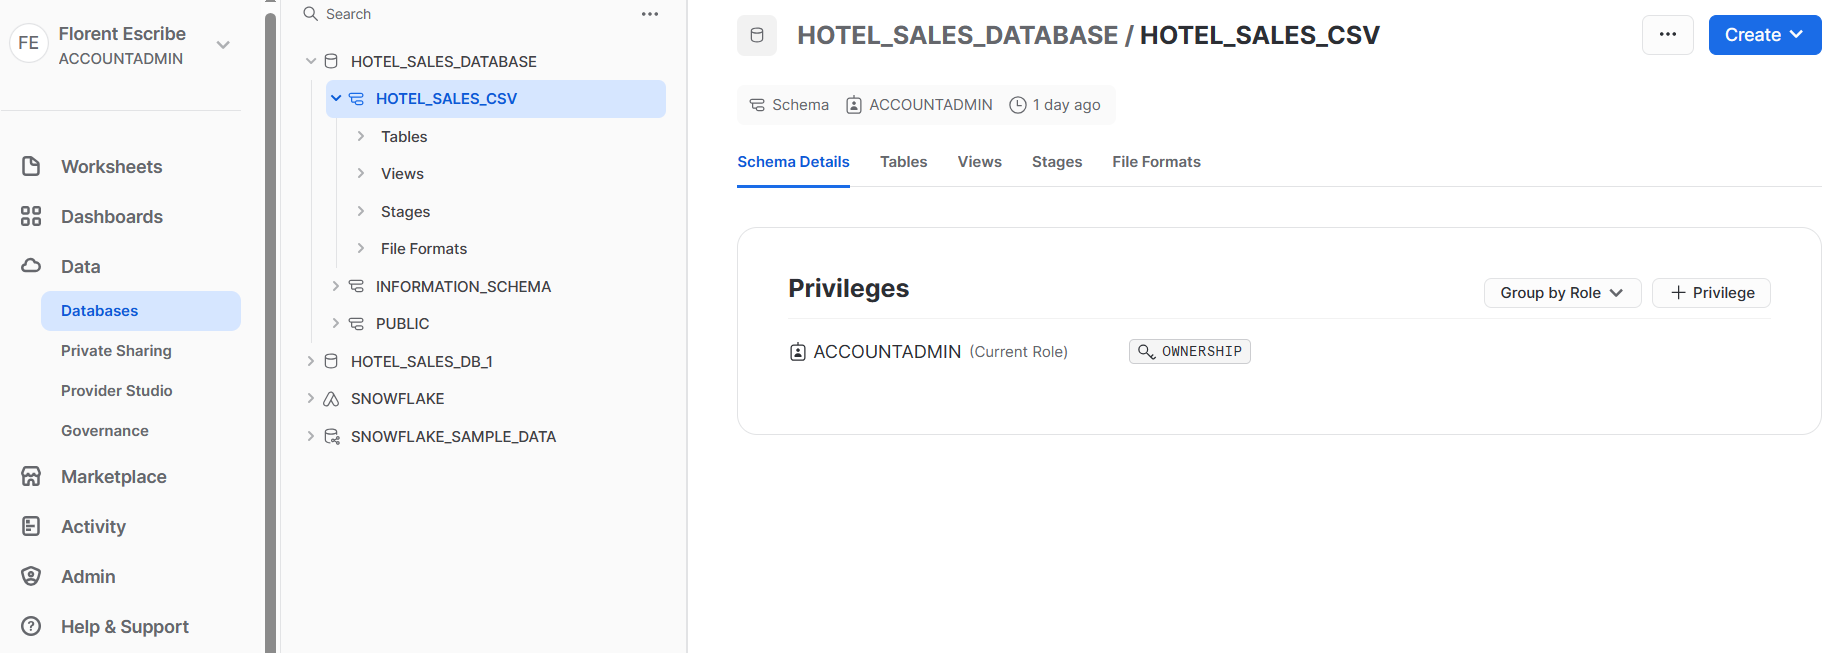 FE
Florent Escribe
ACCOUNTADMIN
Worksheets
Dashboards
Data
Databases
Private Sharing
Provider Studio
Governance
Marketplace
Activity
Admin
Help & Support
Search
HOTEL_SALES_DATABASE
HOTEL_SALES_CSV
Tables
Views
Stages
File Formats
INFORMATION_SCHEMA
PUBLIC
HOTEL_SALES_DB_1
SNOWFLAKE
SNOWFLAKE_SAMPLE_DATA
HOTEL_SALES_DATABASE / HOTEL_SALES_CSV
Create
Schema ACCOUNTADMIN 1 day ago
Schema Details Tables Views Stages File Formats
Privileges
Group by Role + Privilege
ACCOUNTADMIN (Current Role) OWNERSHIP